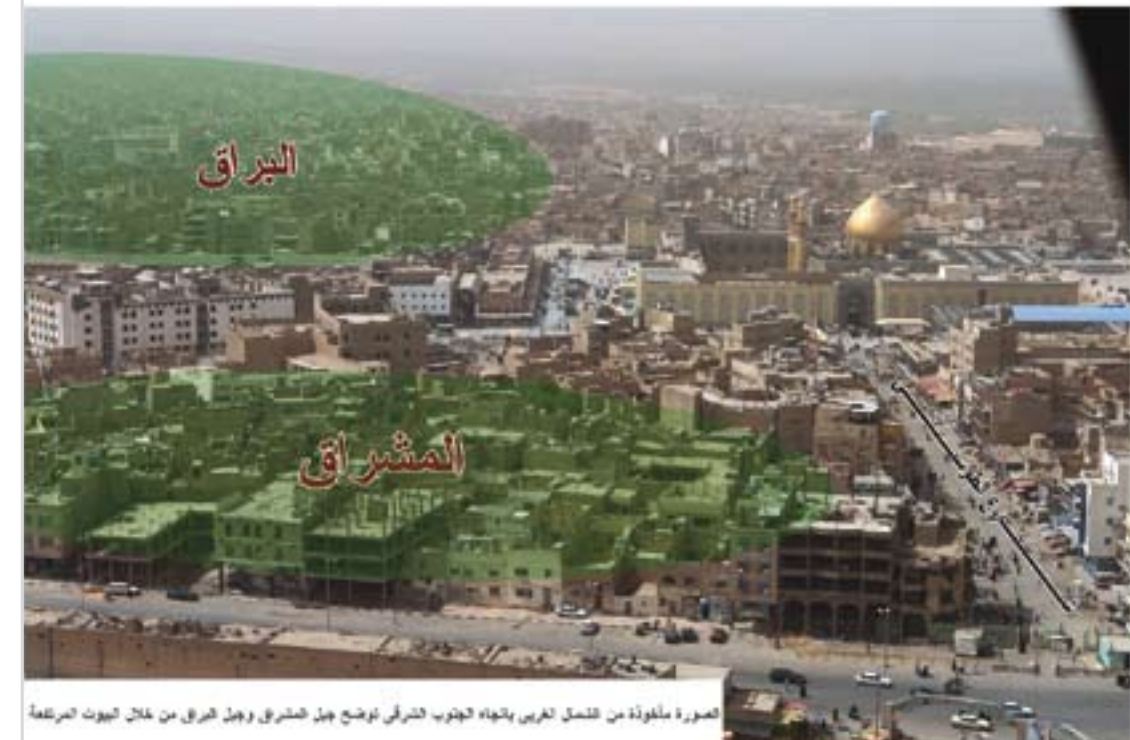 البراق
المشراق
الصورة مأخوذة من الشمال الغربي باتجاه الجنوب الشرقي توضح جبل المشراق وجبل البراق من خلال البيوت المرتفعة